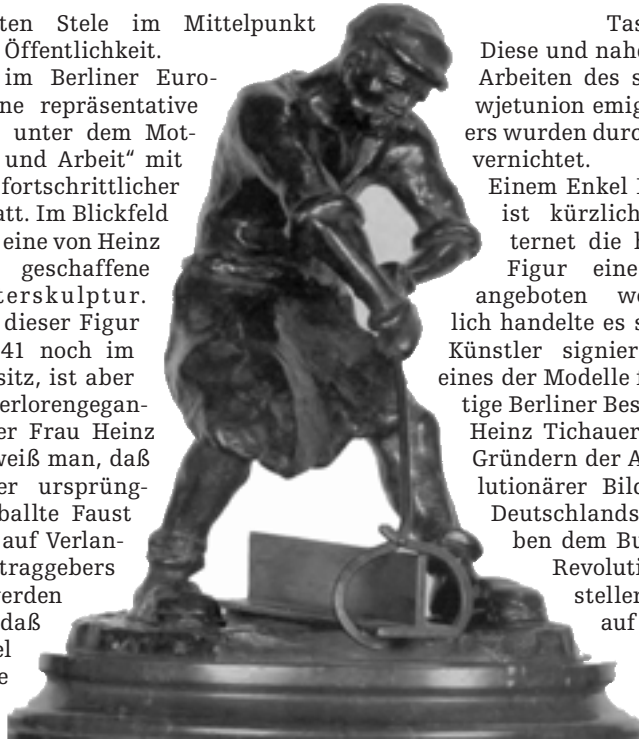 ten Stele im Mittelpunkt
Öffentlichkeit.
im Berliner Euro-
ne repräsentative
unter dem Mot-
und Arbeit“ mit
fortschrittlicher
att. Im Blickfeld
eine von Heinz
geschaffene
terskulptur.
dieser Figur
41 noch im
sitz, ist aber
erlorengegan-
er Frau Heinz
weiß man, daß
er ursprüng-
ballte Faust
auf Verlan-
traggebers
erden
daß
el
e
Tas
Diese und nahe
Arbeiten des s
wjetunion emig
ers wurden durc
vernichtet.
Einem Enkel
ist kürzlich
ternet die
Figur eine
angeboten we
lich handelte es s
Künstler signier
eines der Modelle
tige Berliner Bes
Heinz Tichauer
Gründern der A
lutionärer Bild
Deutschlands
ben dem Bu
Revoluti
steller
auf